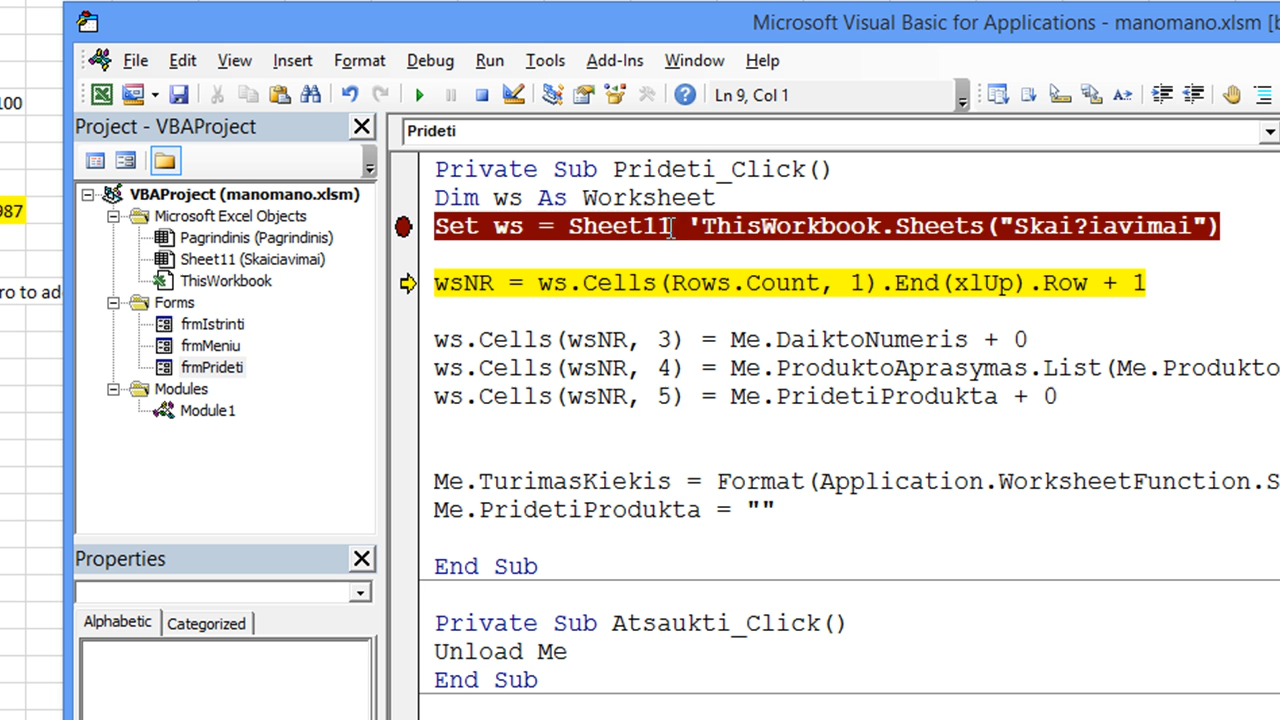 Microsoft Visual Basic for Applications - manomano.xlsm [b
File Edit View Insert Format Debug Run Tools Add-Ins Window Help
Ln 9, Col 1
100
987
ro to ad
Project - VBAProject
VBAProject (manomano.xlsm)
Microsoft Excel Objects
Pagrindinis (Pagrindinis)
Sheet11 (Skaiciavimai)
ThisWorkbook
Forms
frmIstrinti
frmMeniu
frmPrideti
Modules
Module1
Properties
Alphabetic Categorized
Prideti
Private Sub Prideti_Click()
Dim ws As Worksheet
Set ws = Sheet11 'ThisWorkbook.Sheets("Skai?iavimai")
wsNR = ws.Cells(Rows.Count, 1).End(xlUp).Row + 1
ws.Cells(wsNR, 3) = Me.DaiktoNumeris + 0
ws.Cells(wsNR, 4) = Me.ProduktoAprasymas.List(Me.Produkto
ws.Cells(wsNR, 5) = Me.PridetiProdukta + 0
Me.TurimasKiekis = Format(Application.WorksheetFunction.S
Me.PridetiProdukta = ""
End Sub
Private Sub Atsaukti_Click()
Unload Me
End Sub